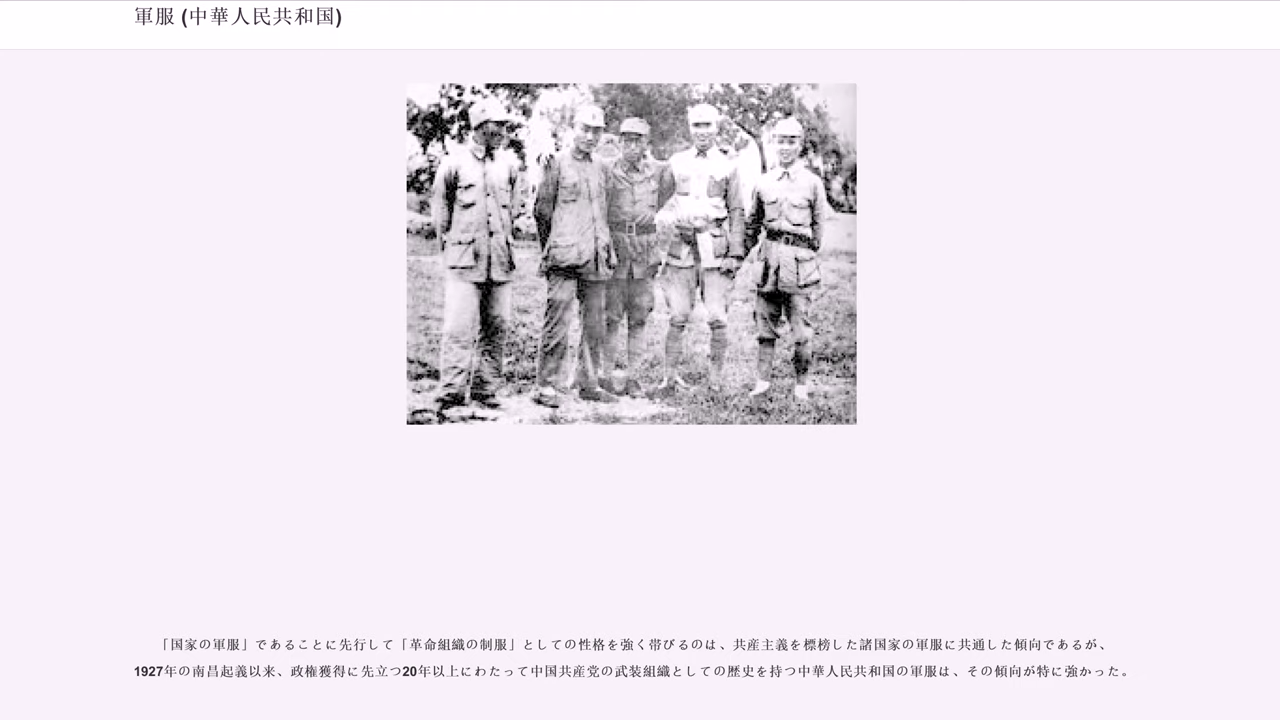 軍服 (中華人民共和国)
「国家の軍服」であることに先行して「革命組織の制服」としての性格を強く帯びるのは、共産主義を標榜した諸国家の軍服に共通した傾向であるが、
1927年の南昌起義以来、政権獲得に先立つ20年以上にわたって中国共産党の武装組織としての歴史を持つ中華人民共和国の軍服は、その傾向が特に強かった。